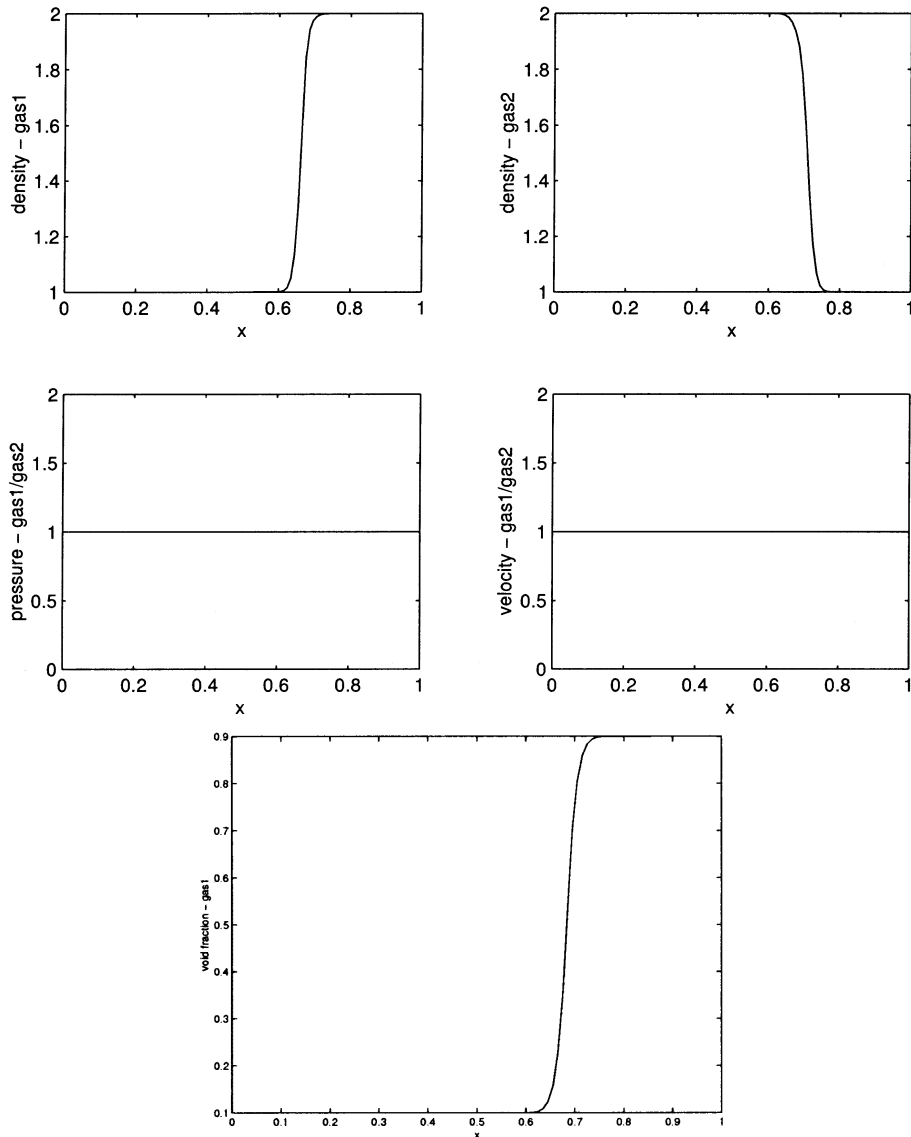 2
1.8
1.6
1.4
1.2
1
density – gas1
0 0.2 0.4 0.6 0.8 1
x
2
1.8
1.6
1.4
1.2
1
density – gas2
0 0.2 0.4 0.6 0.8 1
x
2
1.5
1
0.5
0
pressure – gas1/gas2
0 0.2 0.4 0.6 0.8 1
x
2
1.5
1
0.5
0
velocity – gas1/gas2
0 0.2 0.4 0.6 0.8 1
x
0.9
0.8
0.7
0.6
0.5
0.4
0.3
0.2
0.1
void fraction – gas1
0 0.1 0.2 0.3 0.4 0.5 0.6 0.7 0.8 0.9 1
x